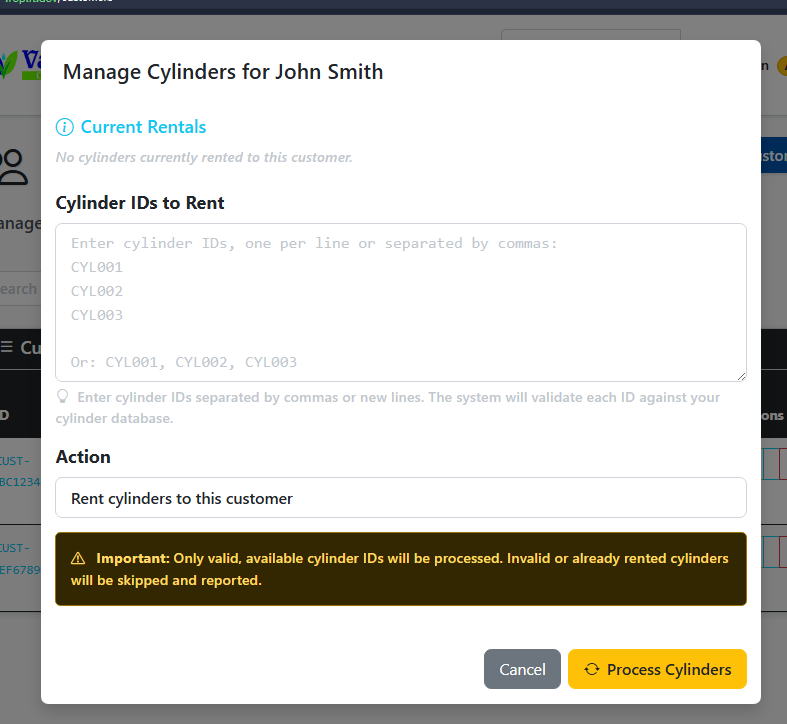 Manage Cylinders for John Smith
Current Rentals
No cylinders currently rented to this customer.
Cylinder IDs to Rent
Enter cylinder IDs, one per line or separated by commas:
CYL001
CYL002
CYL003
Or: CYL001, CYL002, CYL003
Enter cylinder IDs separated by commas or new lines. The system will validate each ID against your
cylinder database.
Action
Rent cylinders to this customer
Important: Only valid, available cylinder IDs will be processed. Invalid or already rented cylinders
will be skipped and reported.
Cancel
Process Cylinders